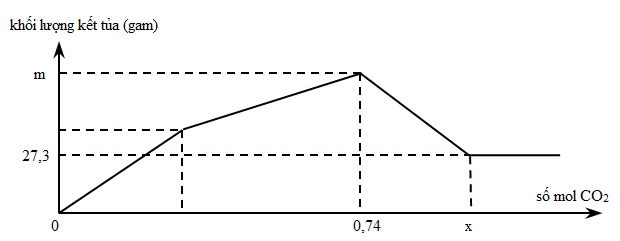 khối lượng kết tủa (gam)
m
27,3
số mol CO₂
0
0,74
x